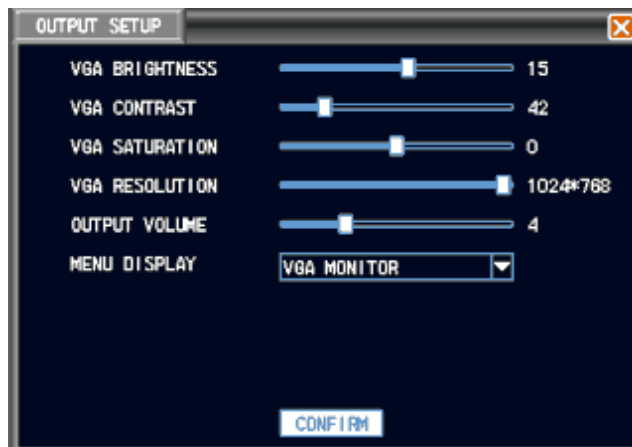 OUTPUT SETUP
VGA BRIGHTNESS 15
VGA CONTRAST 42
VGA SATURATION 0
VGA RESOLUTION 1024*768
OUTPUT VOLUME 4
MENU DISPLAY VGA MONITOR
CONFIRM